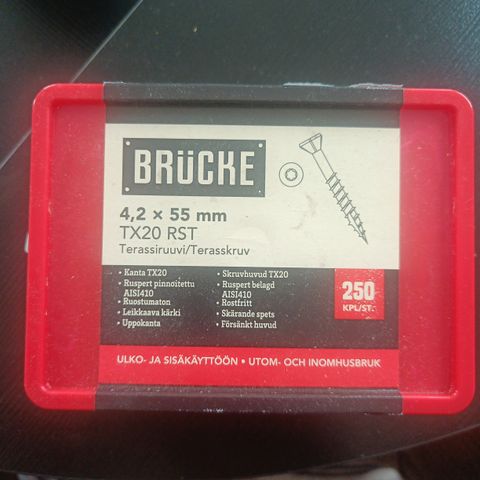 BRÜCKE
4,2 × 55 mm
TX20 RST
Terassiruuvi/Terasskruv
• Kanta TX20
• Ruspert pinnoitettu
AISI410
• Ruostumaton
• Leikkaava kärki
• Uppokanta
• Skruvhuvud TX20
• Ruspert belagd
AISI410
• Rostfritt
• Skärande spets
• Försänkt huvud
250
KPL/ST.
ULKO- JA SISÄKÄYTTÖÖN • UTOM- OCH INOMHUSBRUK